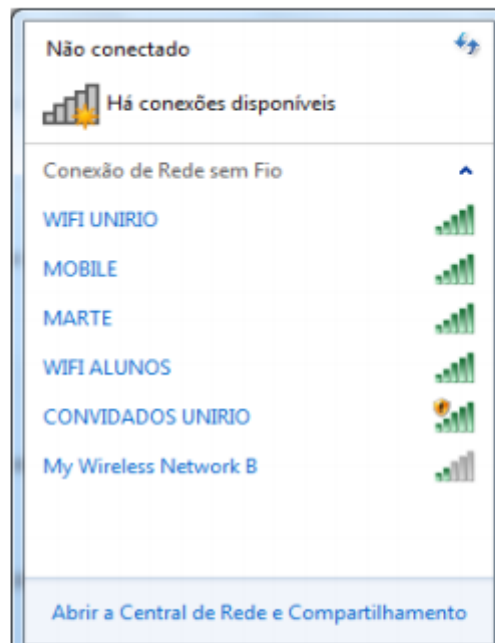 Não conectado
Há conexões disponíveis
Conexão de Rede sem Fio
WIFI UNIRIO
MOBILE
MARTE
WIFI ALUNOS
CONVIDADOS UNIRIO
My Wireless Network B
Abrir a Central de Rede e Compartilhamento